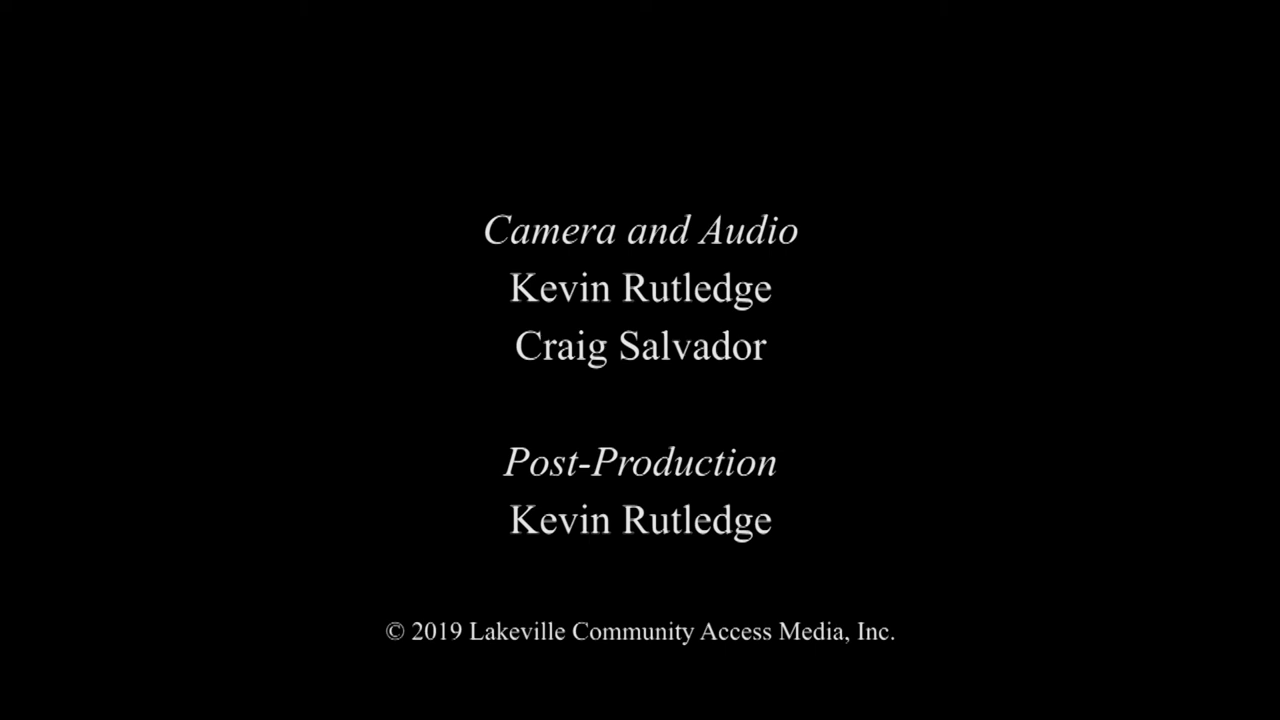 Camera and Audio
Kevin Rutledge
Craig Salvador
Post-Production
Kevin Rutledge
© 2019 Lakeville Community Access Media, Inc.